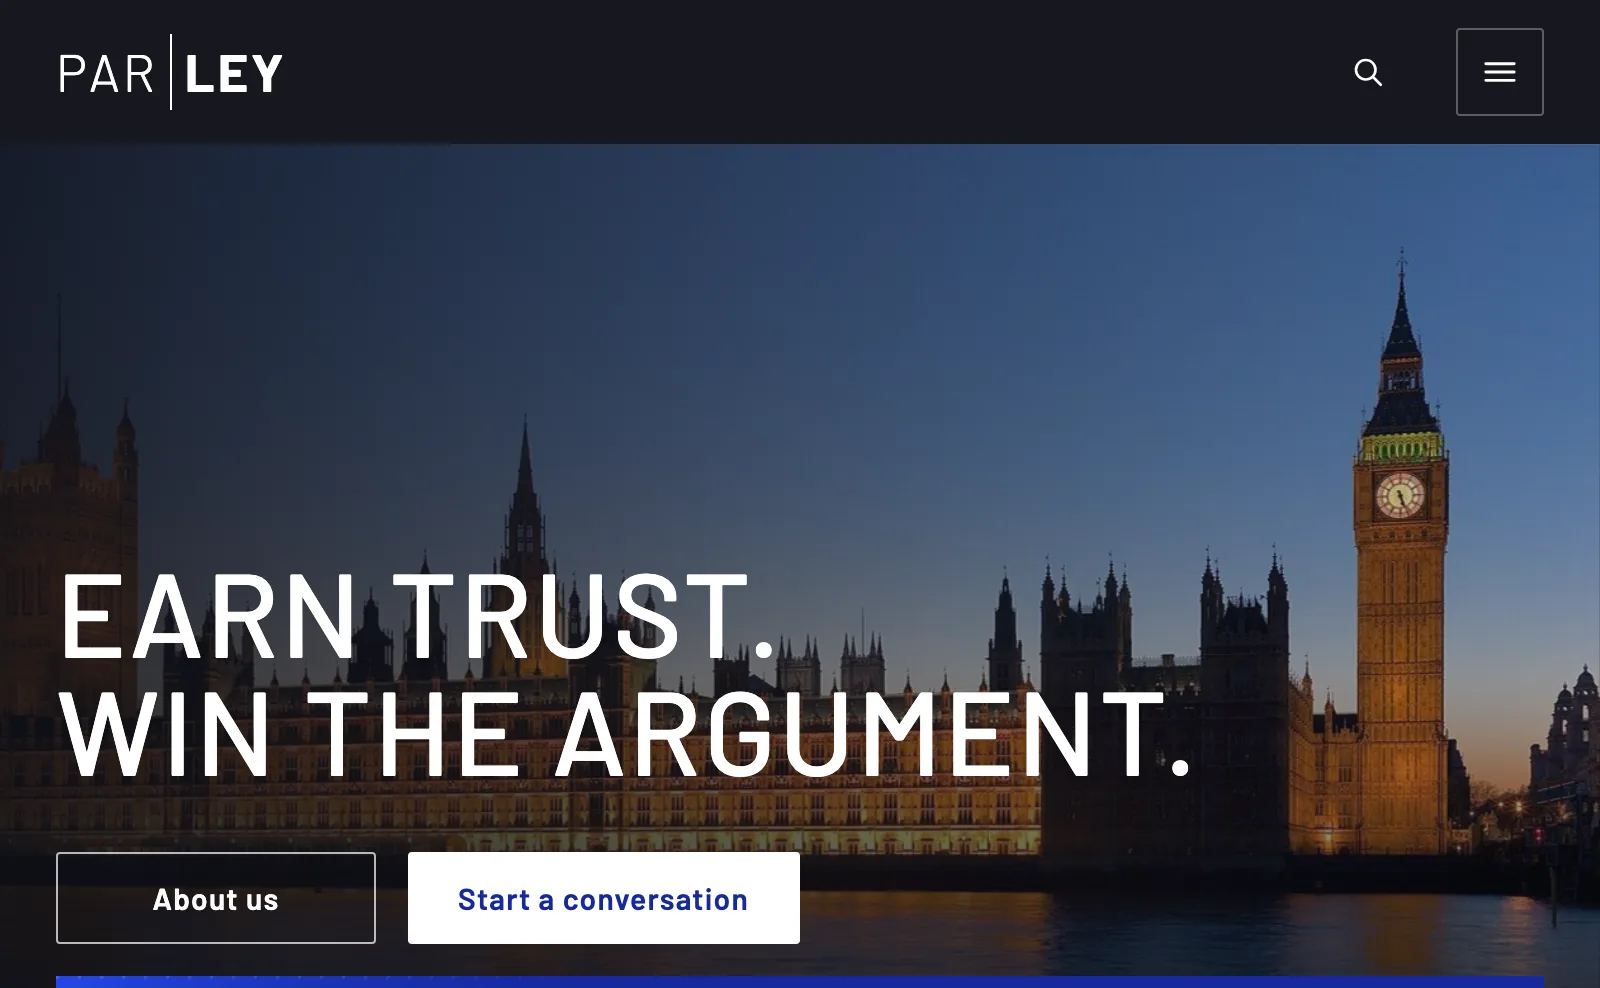 PAR|LEY
EARN TRUST.
WIN THE ARGUMENT.
About us
Start a conversation